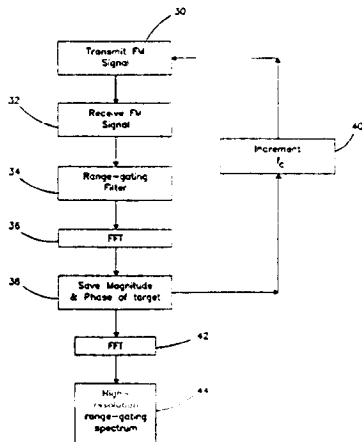 30
Transmit FM
Signal
32
Receive FM
Signal
40
Increment
fc
34
Range-gating
Filter
36
FFT
38
Save Magnitude
& Phase of target
42
FFT
44
High-
resolution
range-gating
spectrum